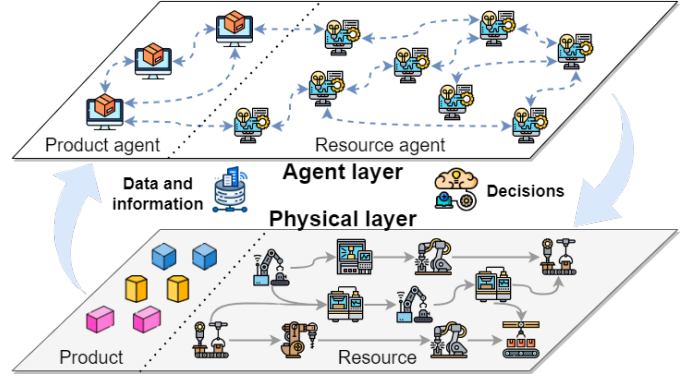 Product agent
Resource agent
Agent layer
Data and
information
Decisions
Physical layer
Product
Resource